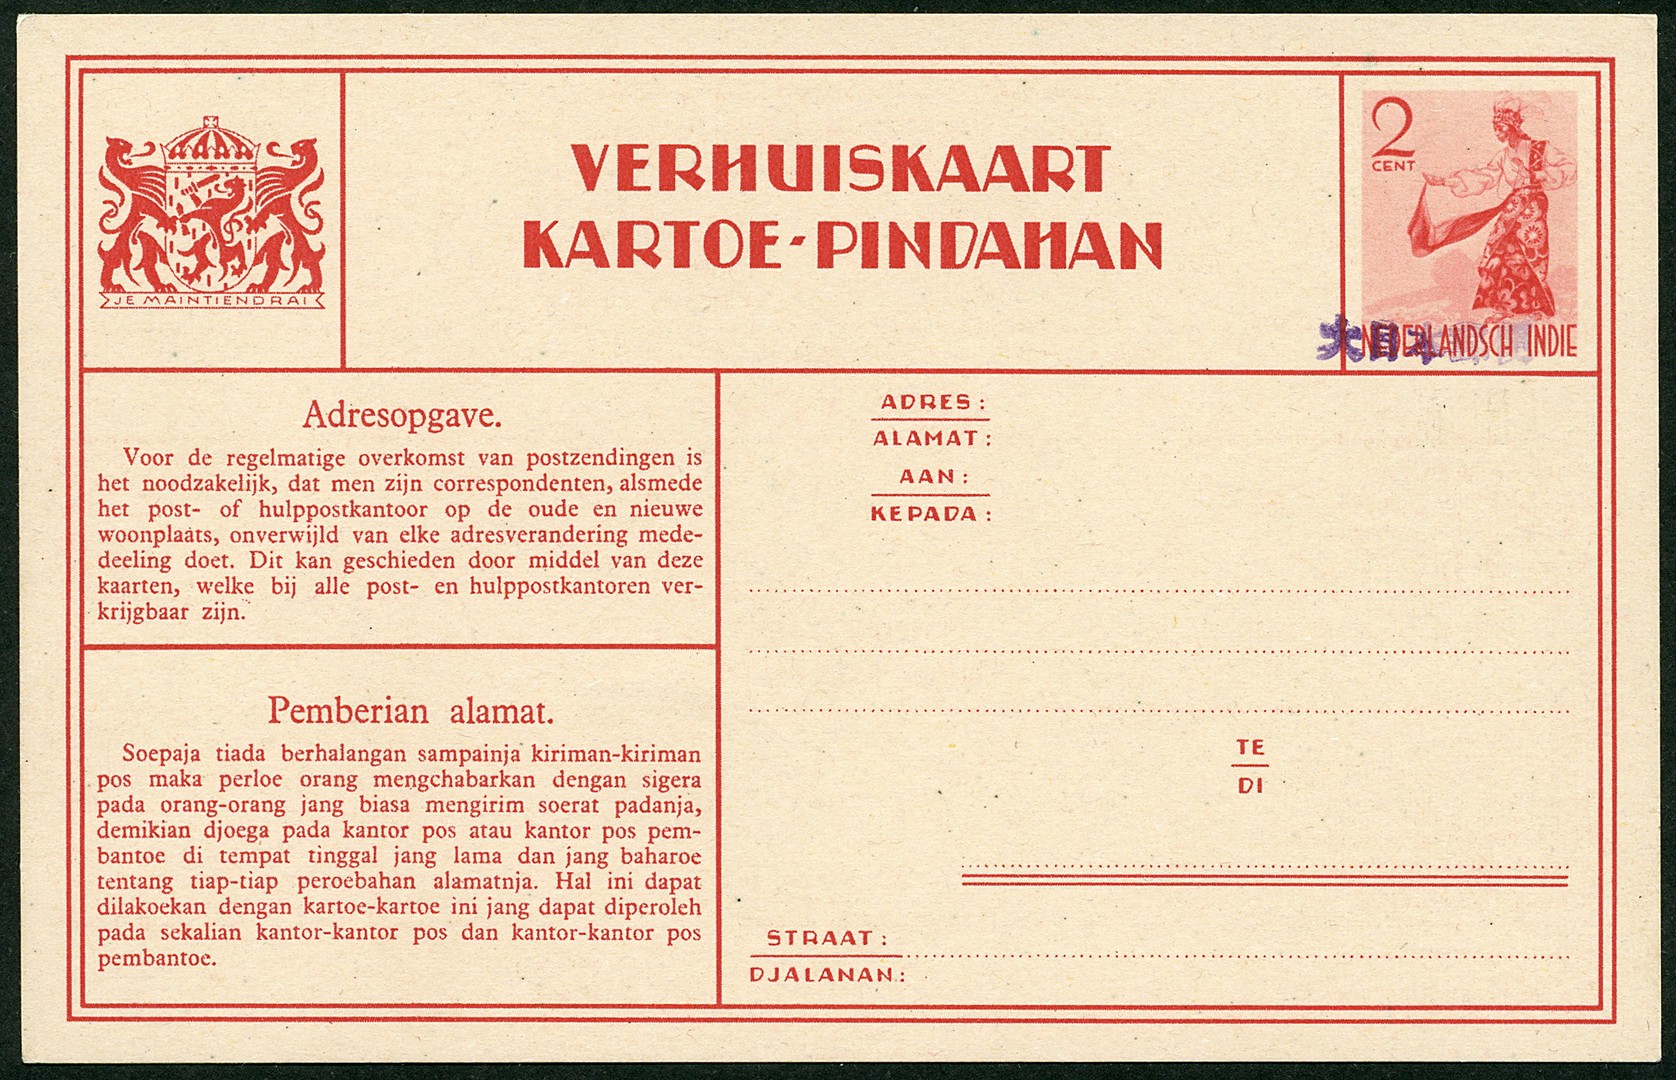 JE MAINTIENDRAI
VERHUISKAART
KARTOE-PINDAHAN
2
CENT
NEDERLANDSCH INDIE
大日本
Adresopgave.
Voor de regelmatige overkomst van postzendingen is
het noodzakelijk, dat men zijn correspondenten, alsmede
het post- of hulppostkantoor op de oude en nieuwe
woonplaats, onverwijld van elke adresverandering mede-
deeling doet. Dit kan geschieden door middel van deze
kaarten, welke bij alle post- en hulppostkantoren ver-
krijgbaar zijn.
Pemberian alamat.
Soepaja tiada berhalangan sampainja kiriman-kiriman
pos maka perloe orang mengchabarkan dengan sigera
pada orang-orang jang biasa mengirim soerat padanja,
demikian djoega pada kantor pos atau kantor pos pem-
bantoe di tempat tinggal jang lama dan jang baharoe
tentang tiap-tiap peroebahan alamatnja. Hal ini dapat
dilakoekan dengan kartoe-kartoe ini jang dapat diperoleh
pada sekalian kantor-kantor pos dan kantor-kantor pos
pembantoe.
ADRES:
ALAMAT:
AAN:
KEPADA:
TE
DI
STRAAT:
DJALANAN: